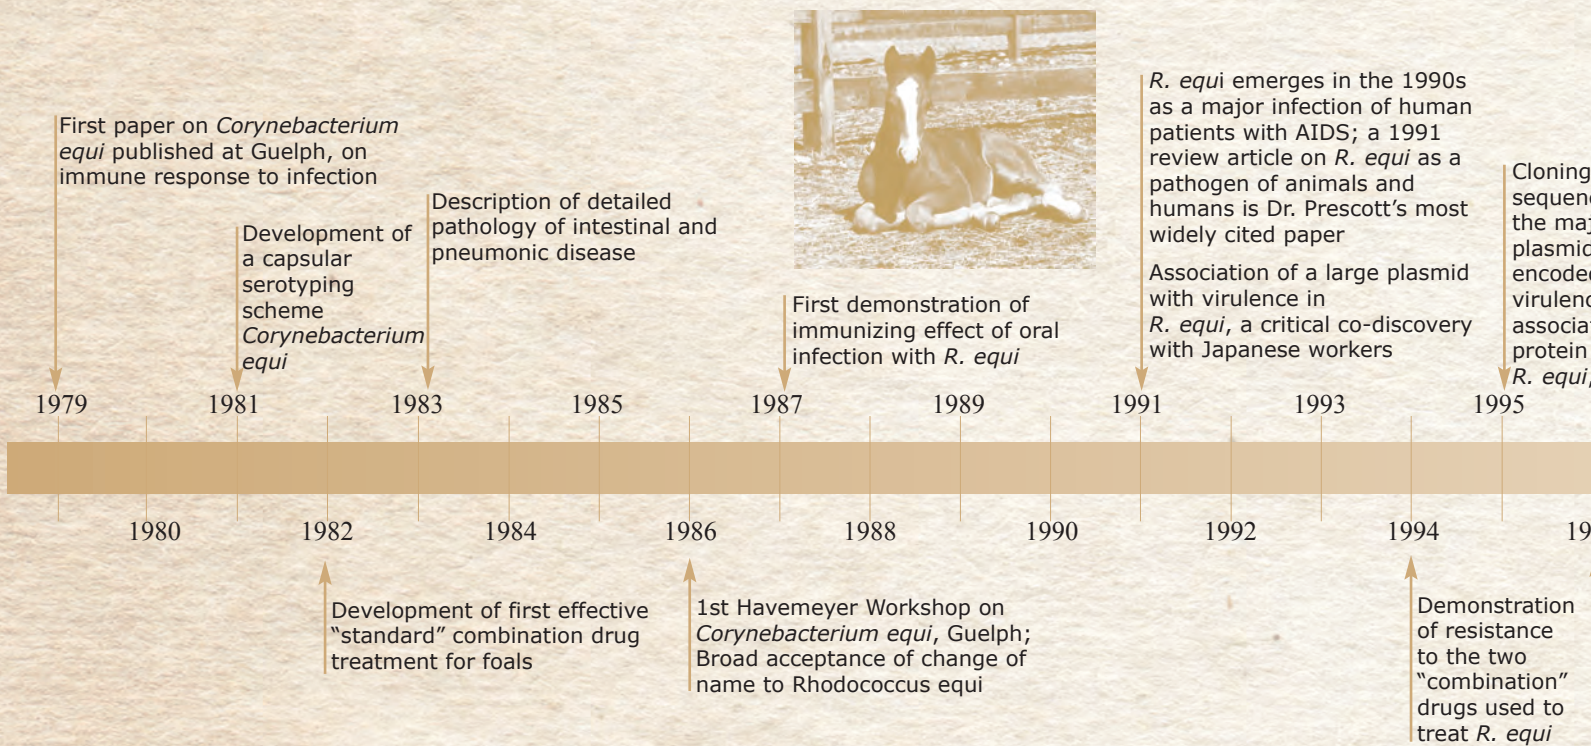 First paper on Corynebacterium
equi published at Guelph, on
immune response to infection
Development of
a capsular
serotyping
scheme
Corynebacterium
equi
Description of detailed
pathology of intestinal and
pneumonic disease
First demonstration of
immunizing effect of oral
infection with R. equi
R. equi emerges in the 1990s
as a major infection of human
patients with AIDS; a 1991
review article on R. equi as a
pathogen of animals and
humans is Dr. Prescott’s most
widely cited paper
Association of a large plasmid
with virulence in
R. equi, a critical co-discovery
with Japanese workers
Cloning
the
protein
R. equi,
1979 1981 1983 1985 1987 1989 1991 1993 1995
1980 1982 1984 1986 1988 1990 1992 1994
Development of first effective
“standard” combination drug
treatment for foals
1st Havemeyer Workshop on
Corynebacterium equi, Guelph;
Broad acceptance of change of
name to Rhodococcus equi
Demonstration
of resistance
to the two
“combination”
drugs used to
treat R. equi